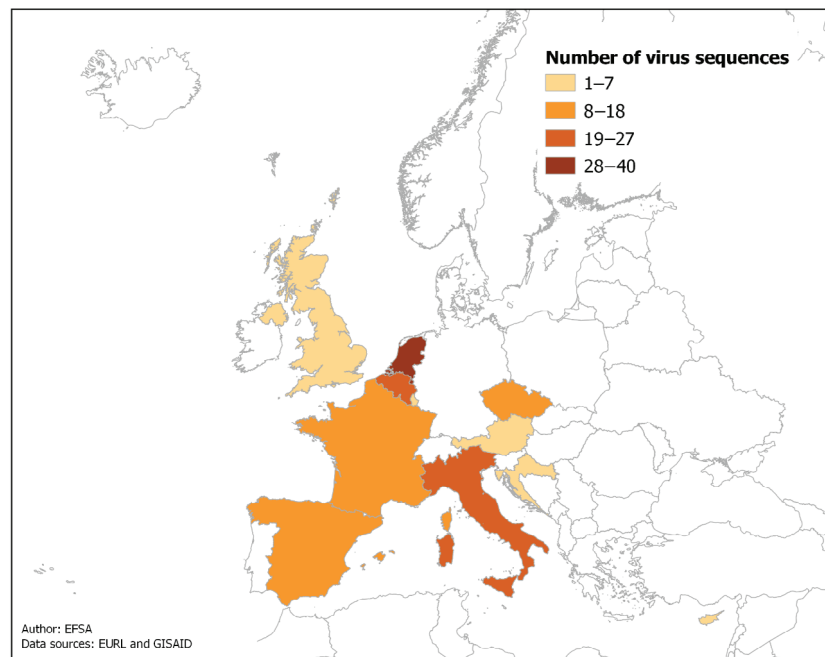 Number of virus sequences
1–7
8–18
19–27
28–40
Author: EFSA
Data sources: EURL and GISAID